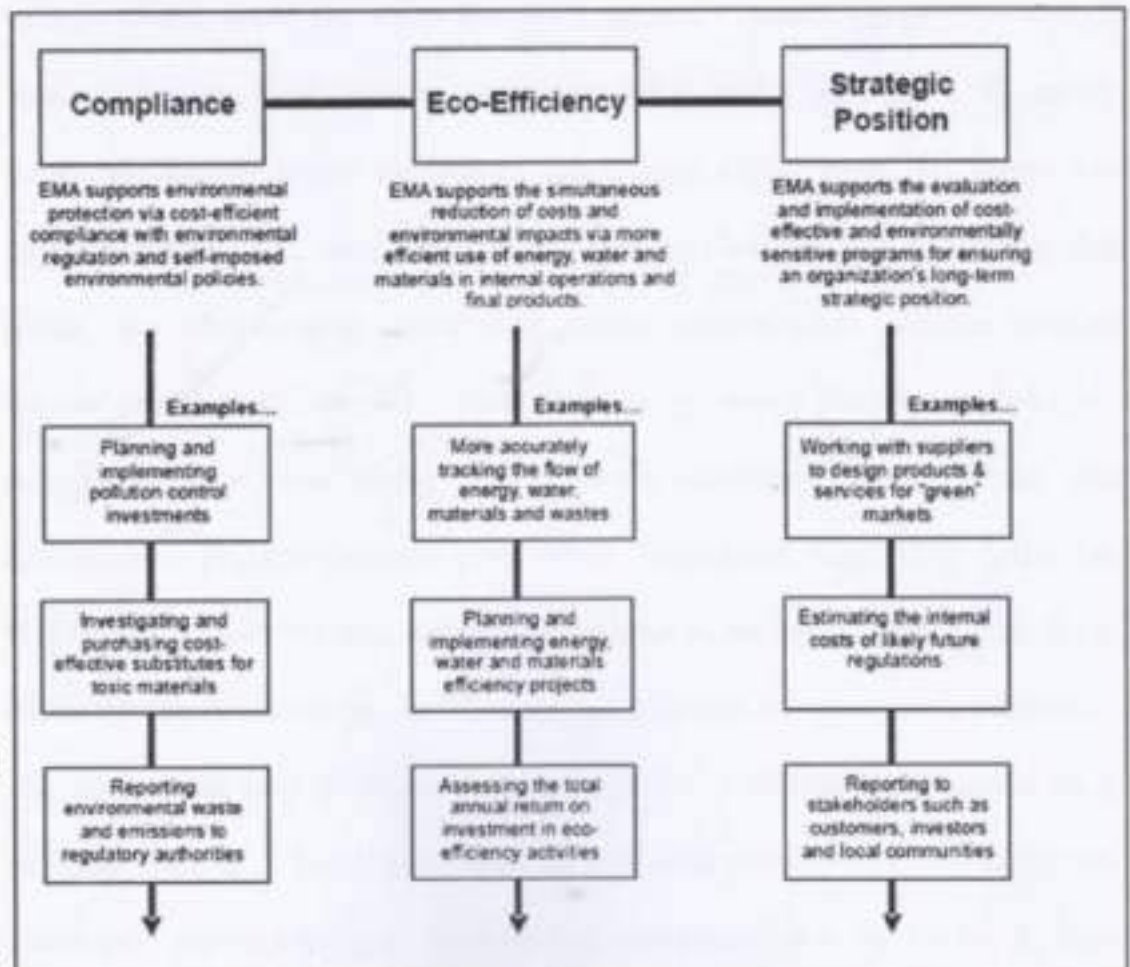 Compliance
EMA supports environmental
protection via cost-efficient
compliance with environmental
regulation and self-imposed
environmental policies.
Examples...
Planning and
implementing
pollution control
investments
Investigating and
purchasing cost-
effective substitutes for
toxic materials
Reporting
environmental waste
and emissions to
regulatory authorities
Eco-Efficiency
EMA supports the simultaneous
reduction of costs and
environmental impacts via more
efficient use of energy, water and
materials in internal operations and
final products.
Examples...
More accurately
tracking the flow of
energy, water,
materials and wastes
Planning and
implementing energy,
water and materials
efficiency projects
Assessing the total
annual return on
investment in eco-
efficiency activities
Strategic
Position
EMA supports the evaluation
and implementation of cost-
effective and environmentally
sensitive programs for ensuring
an organization's long-term
strategic position.
Examples...
Working with suppliers
to design products &
services for "green"
markets
Estimating the internal
costs of likely future
regulations
Reporting to
stakeholders such as
customers, investors
and local communities